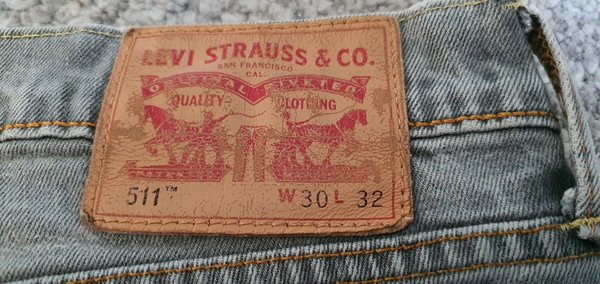 LEVI STRAUSS & CO.
SAN FRANCISCO
CAL.
ORIGINAL RIVETED
QUALITY CLOTHING
511™ W 30 L 32